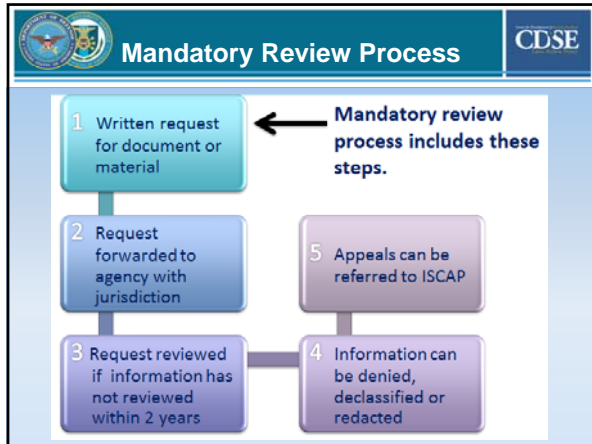 Mandatory Review Process
CDSE
Mandatory review
process includes these
steps.
1 Written request
for document or
material
2 Request
forwarded to
agency with
jurisdiction
3 Request reviewed
if information has
not reviewed
within 2 years
4 Information can
be denied,
declassified or
redacted
5 Appeals can be
referred to ISCAP